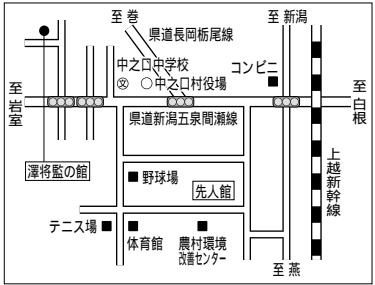 至 巻
県道長岡栃尾線
至 新潟
中之口中学校
文
中之口村役場
コンビニ
至岩室
至白根
県道新潟五泉間瀬線
上越新幹線
澤将監の館
野球場
先人館
テニス場
体育館
農村環境
改善センター
至 燕